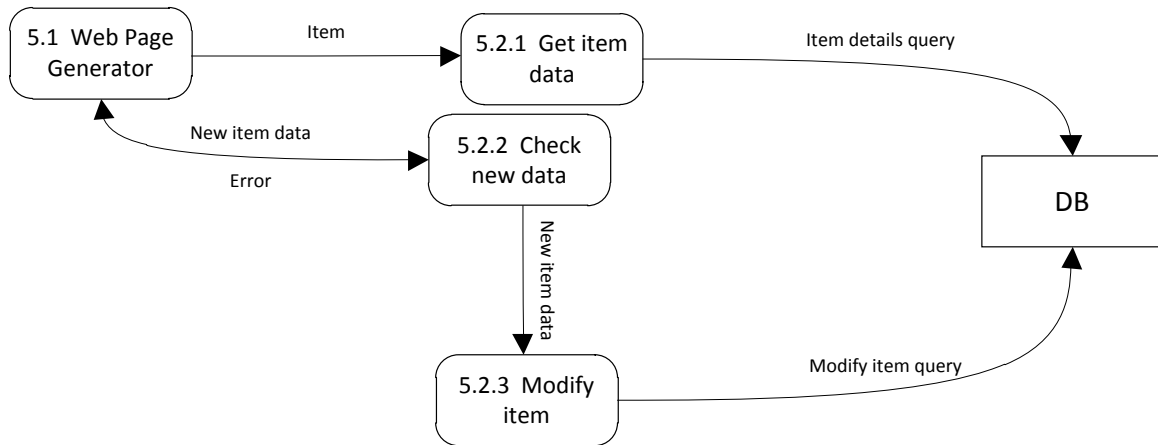 5.1  Web Page
Generator
Item
5.2.1  Get item
data
Item details query
New item data
Error
5.2.2  Check
new data
DB
New item data
5.2.3  Modify
item
Modify item query